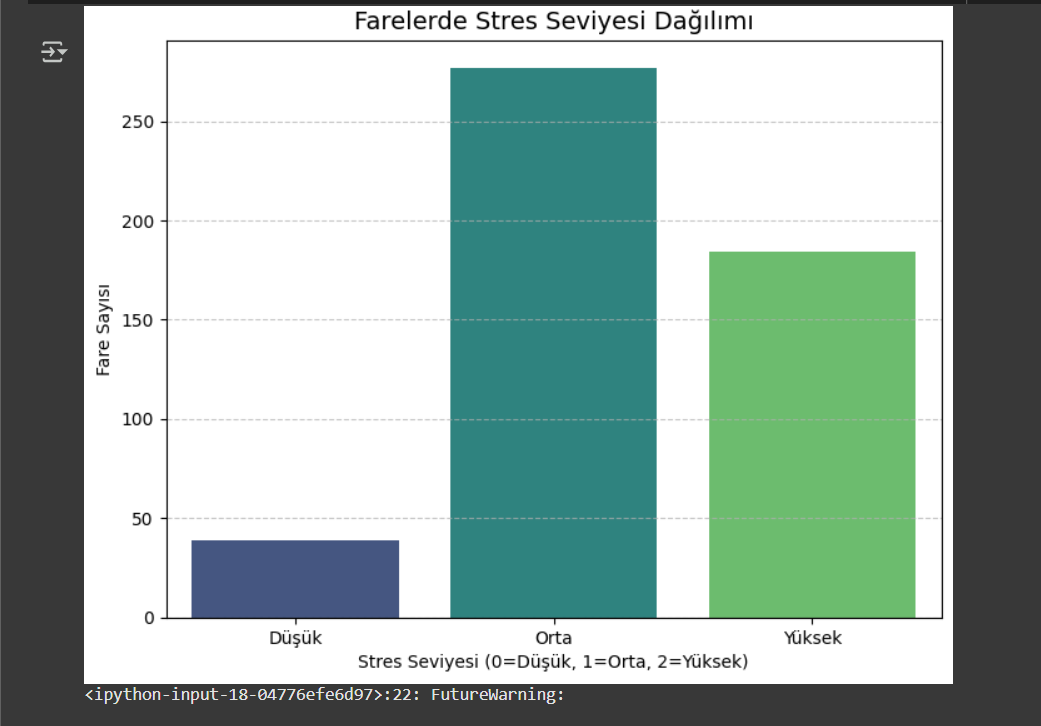 Farelerde Stres Seviyesi Dağılımı
Fare Sayısı
250
200
150
100
50
0
Düşük Orta Yüksek
Stres Seviyesi (0=Düşük, 1=Orta, 2=Yüksek)
<ipython-input-18-04776efe6d97>:22: FutureWarning: